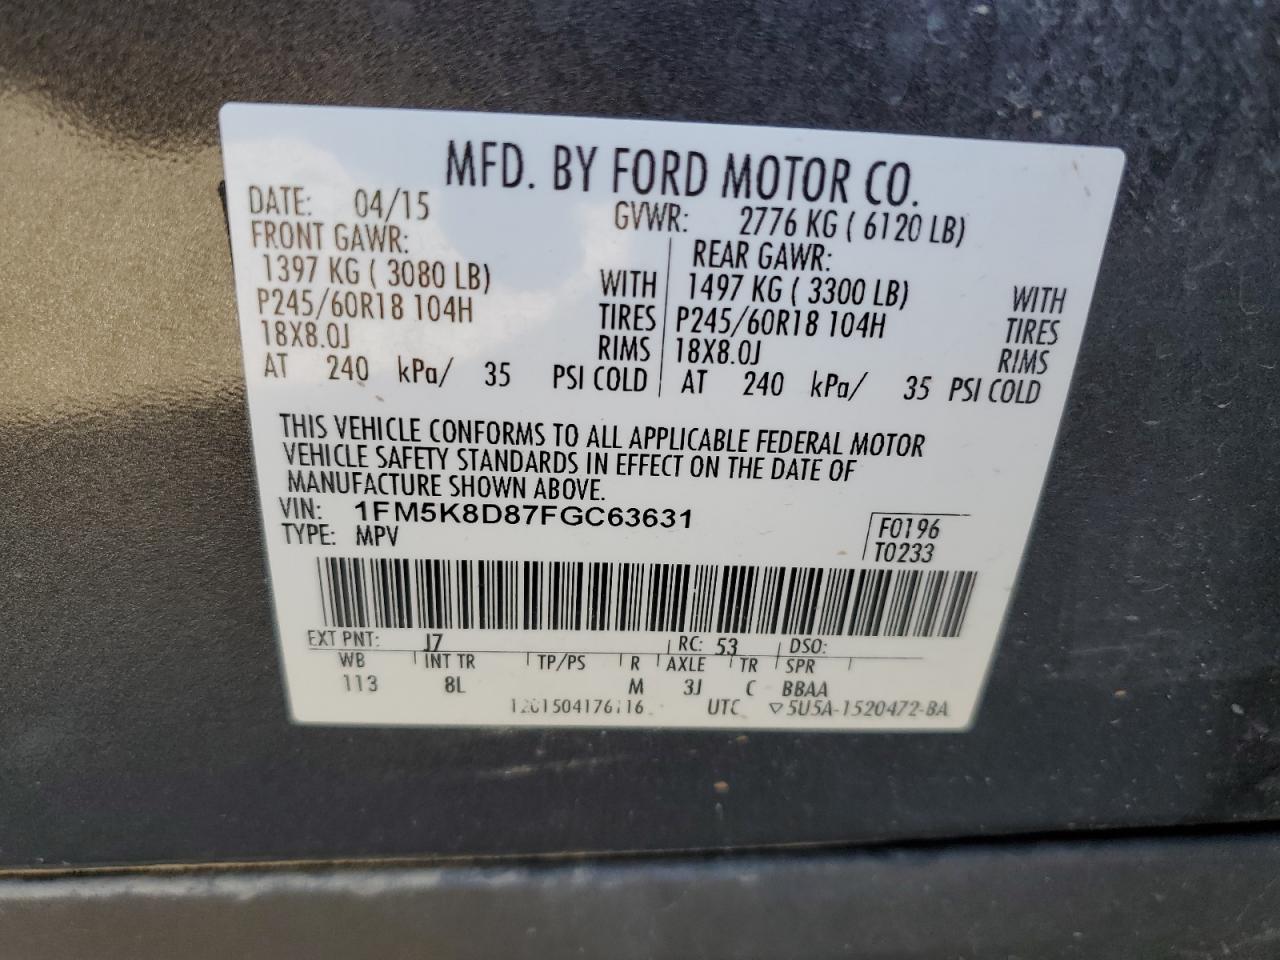 MFD. BY FORD MOTOR CO.
DATE: 04/15 GVWR: 2776 KG ( 6120 LB)
FRONT GAWR: REAR GAWR:
1397 KG ( 3080 LB) WITH 1497 KG ( 3300 LB) WITH
P245/60R18 104H TIRES P245/60R18 104H TIRES
18X8.0J RIMS 18X8.0J RIMS
AT 240 kPa/ 35 PSI COLD AT 240 kPa/ 35 PSI COLD
THIS VEHICLE CONFORMS TO ALL APPLICABLE FEDERAL MOTOR
VEHICLE SAFETY STANDARDS IN EFFECT ON THE DATE OF
MANUFACTURE SHOWN ABOVE.
VIN: 1FM5K8D87FGC63631 F0196
TYPE: MPV T0233
EXT PNT: J7 RC: 53 DSO:
WB INT TR TP/PS R AXLE TR SPR
113 8L M 3J C BBAA
UTC ▽5U5A-1520472-BA